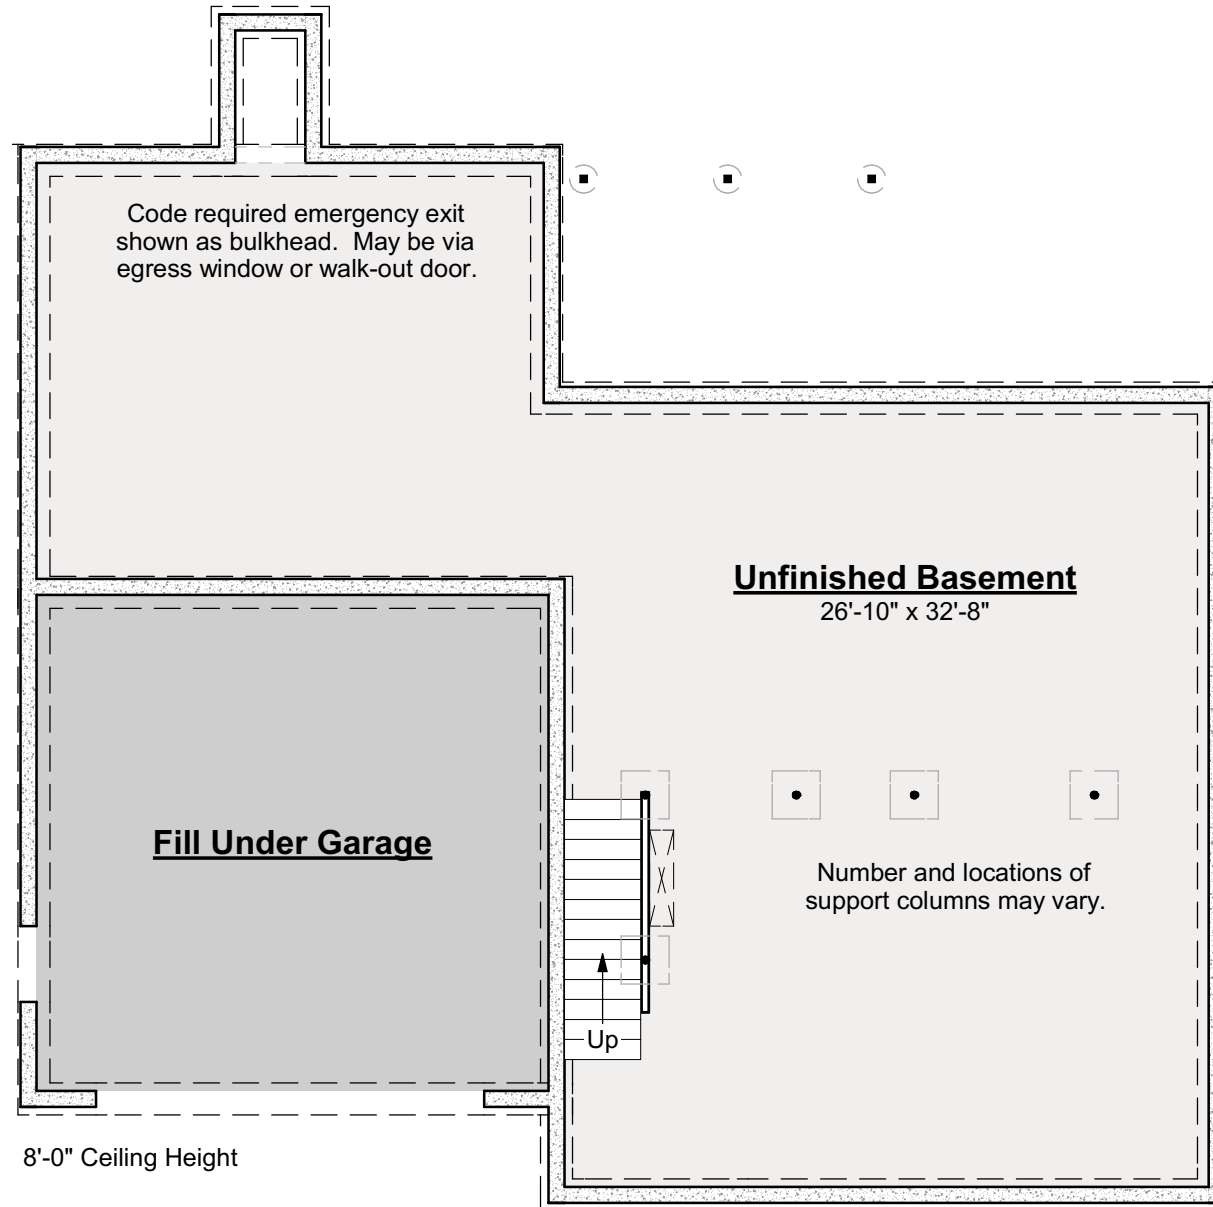 Code required emergency exit
shown as bulkhead.  May be via
egress window or walk-out door.
Unfinished Basement
26'-10" x 32'-8"
Fill Under Garage
Number and locations of
support columns may vary.
Up
8'-0" Ceiling Height